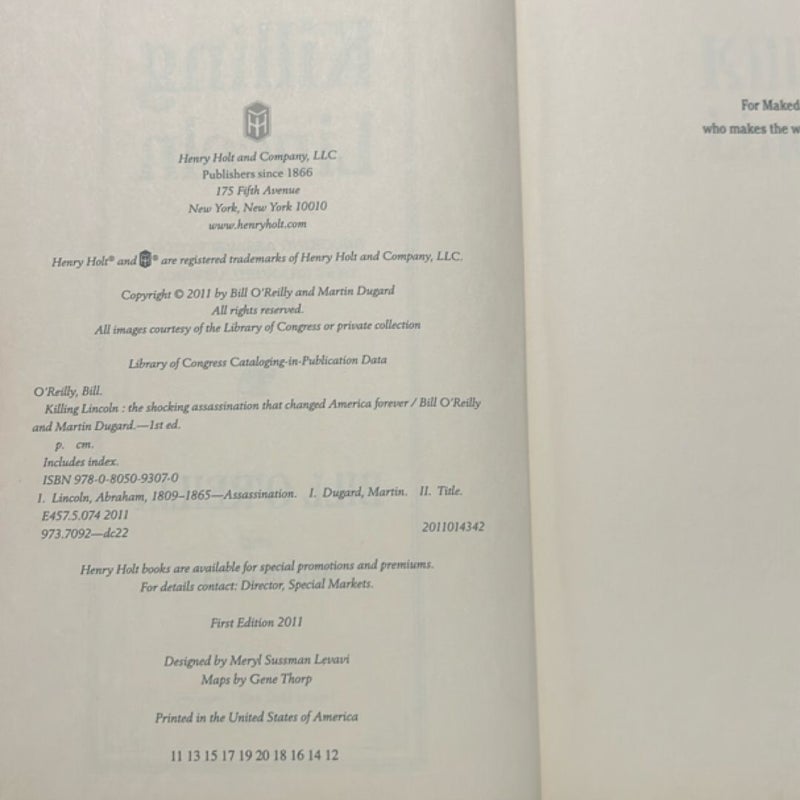 Henry Holt and Company, LLC
Publishers since 1866
175 Fifth Avenue
New York, New York 10010
www.henryholt.com
Henry Holt® and ® are registered trademarks of Henry Holt and Company, LLC.
Copyright © 2011 by Bill O'Reilly and Martin Dugard
All rights reserved.
All images courtesy of the Library of Congress or private collection
Library of Congress Cataloging-in-Publication Data
O'Reilly, Bill.
Killing Lincoln : the shocking assassination that changed America forever / Bill O'Reilly
and Martin Dugard.—1st ed.
p. cm.
Includes index.
ISBN 978-0-8050-9307-0
1. Lincoln, Abraham, 1809–1865—Assassination. I. Dugard, Martin. II. Title.
E457.5.074 2011
973.7092—dc22 2011014342
Henry Holt books are available for special promotions and premiums.
For details contact: Director, Special Markets.
First Edition 2011
Designed by Meryl Sussman Levavi
Maps by Gene Thorp
Printed in the United States of America
11 13 15 17 19 20 18 16 14 12
For Maked
who makes the w